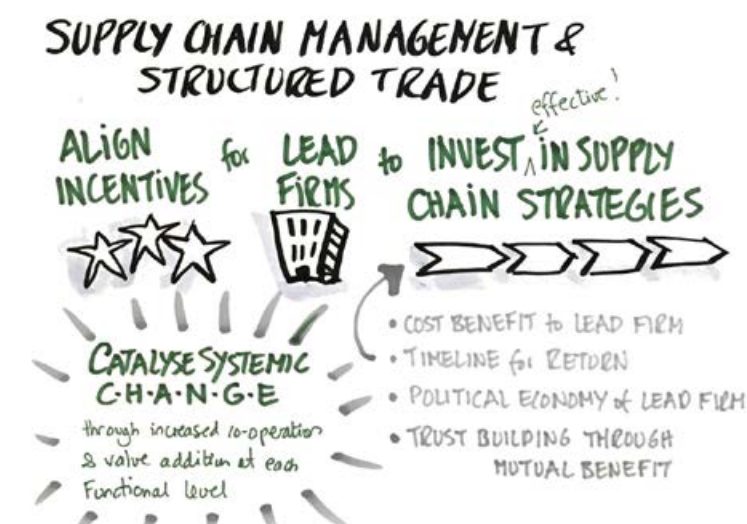 SUPPLY CHAIN MANAGEMENT &
STRUCTURED TRADE
effective!
ALIGN INCENTIVES for LEAD FIRMS to INVEST ^ IN SUPPLY CHAIN STRATEGIES
• COST BENEFIT to LEAD FIRM
• TIMELINE for RETURN
• POLITICAL ECONOMY of LEAD FIRM
• TRUST BUILDING THROUGH
MUTUAL BENEFIT
CATALYSE SYSTEMIC
C·H·A·N·G·E
through increased co-operation
& value addition at each
Functional level